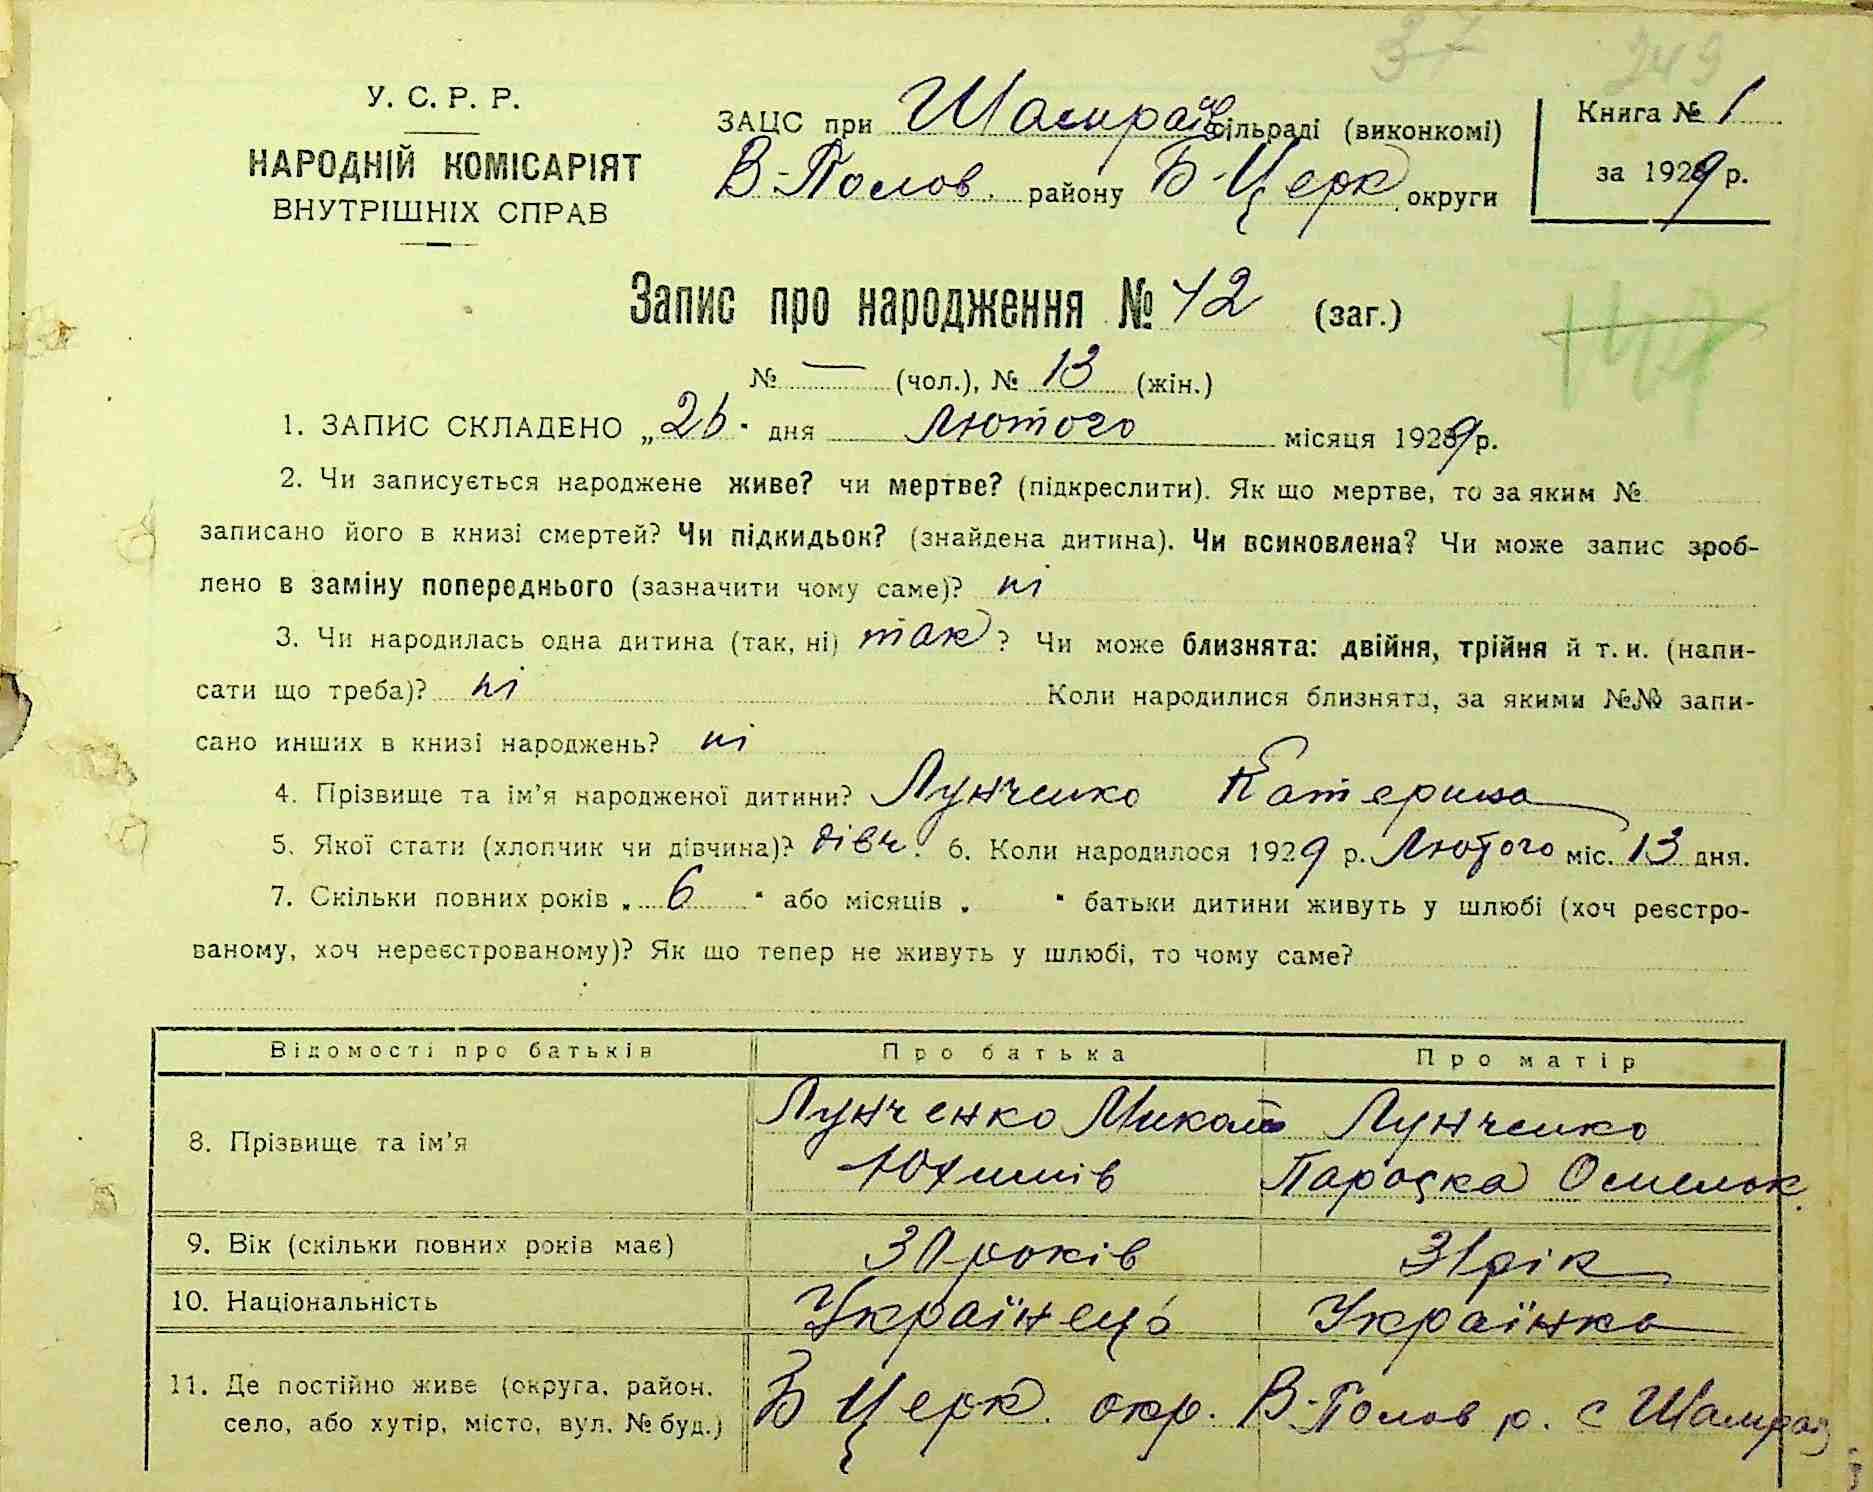 37 249
У. С. Р. Р.
НАРОДНІЙ КОМІСАРІЯТ
ВНУТРІШНІХ СПРАВ
ЗАЦС при Шамраїв сільраді (виконкомі)
В-Полов. району Б-Церк округи
Книга № 1
за 1929 р.
Запис про народження № 42 (заг.)
147
№ — (чол.), № 13 (жін.)
1. ЗАПИС СКЛАДЕНО „26" дня лютого місяця 1929 р.
2. Чи записується народжене живе? чи мертве? (підкреслити). Як що мертве, то за яким №
записано його в книзі смертей? Чи підкидьок? (знайдена дитина). Чи всиновлена? Чи може запис зроб-
лено в заміну попереднього (зазначити чому саме)? ні
3. Чи народилась одна дитина (так, ні) так? Чи може близнята: двійня, трійня й т. и. (напи-
сати що треба)? ні Коли народилися близнята, за якими №№ запи-
сано инших в книзі народжень? ні
4. Прізвище та ім'я народженої дитини? Лунченко Катерина
5. Якої стати (хлопчик чи дівчина)? дівч. 6. Коли народилося 1929 р. Лютого міс. 13 дня.
7. Скільки повних років „ 6 " або місяців „ " батьки дитини живуть у шлюбі (хоч реєстро-
ваному, хоч нереєстрованому)? Як що тепер не живуть у шлюбі, то чому саме?
Відомості про батьків Про батька Про матір
8. Прізвище та ім'я
Лунченко Микола
Юхимів
Лунченко
Параска Омельк.
9. Вік (скільки повних років має) 30 років 31 рік
10. Національність Українець Українка
11. Де постійно живе (округа, район,
село, або хутір, місто, вул. № буд.)
Б Церк. окр. В-Полов р. с Шамраї